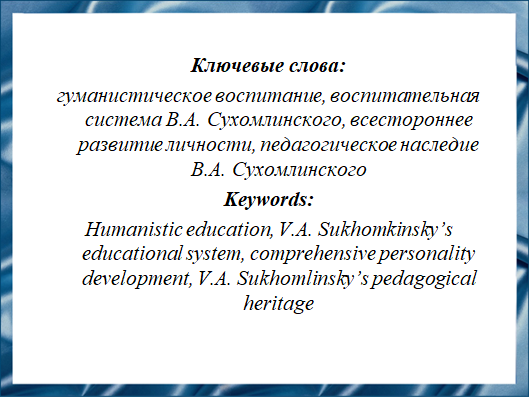 Ключевые слова:
гуманистическое воспитание, воспитательная
система В.А. Сухомлинского, всестороннее
развитие личности, педагогическое наследие
В.А. Сухомлинского
Keywords:
Humanistic education, V.A. Sukhomkinsky’s
educational system, comprehensive personality
development, V.A. Sukhomlinsky’s pedagogical
heritage